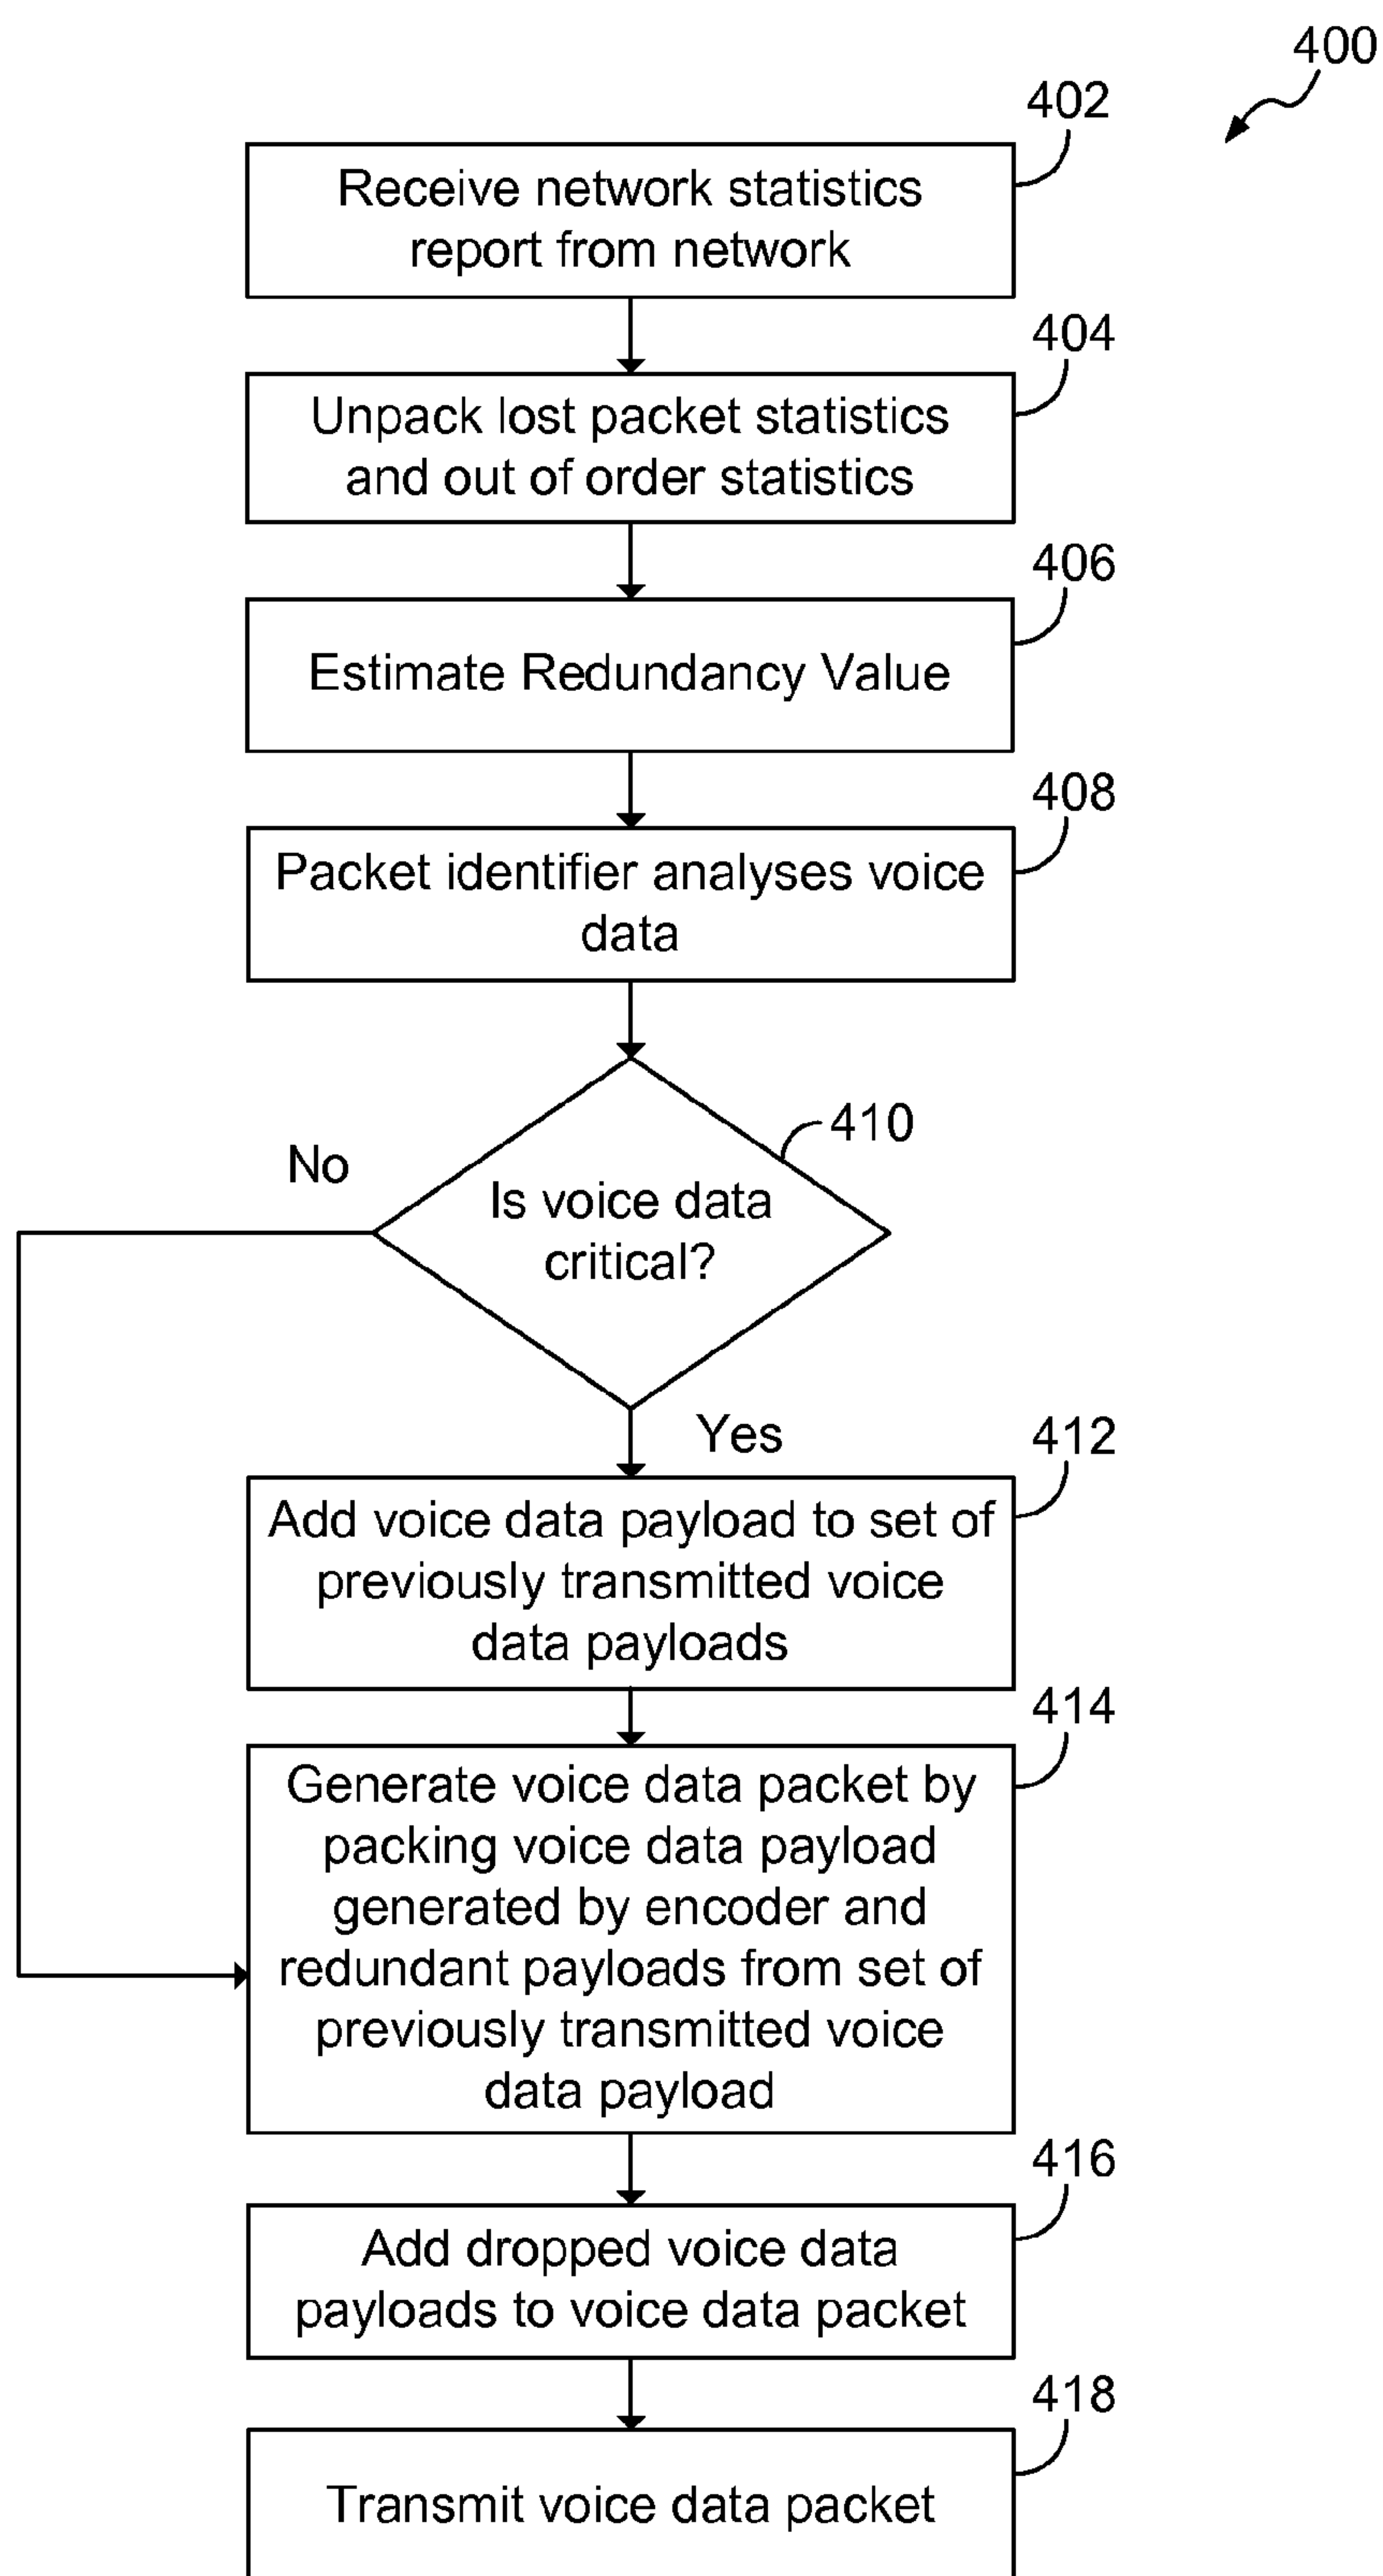 400
402
Receive network statistics
report from network
404
Unpack lost packet statistics
and out of order statistics
406
Estimate Redundancy Value
408
Packet identifier analyses voice
data
410
No
Is voice data
critical?
Yes
412
Add voice data payload to set of
previously transmitted voice
data payloads
414
Generate voice data packet by
packing voice data payload
generated by encoder and
redundant payloads from set of
previously transmitted voice
data payload
416
Add dropped voice data
payloads to voice data packet
418
Transmit voice data packet